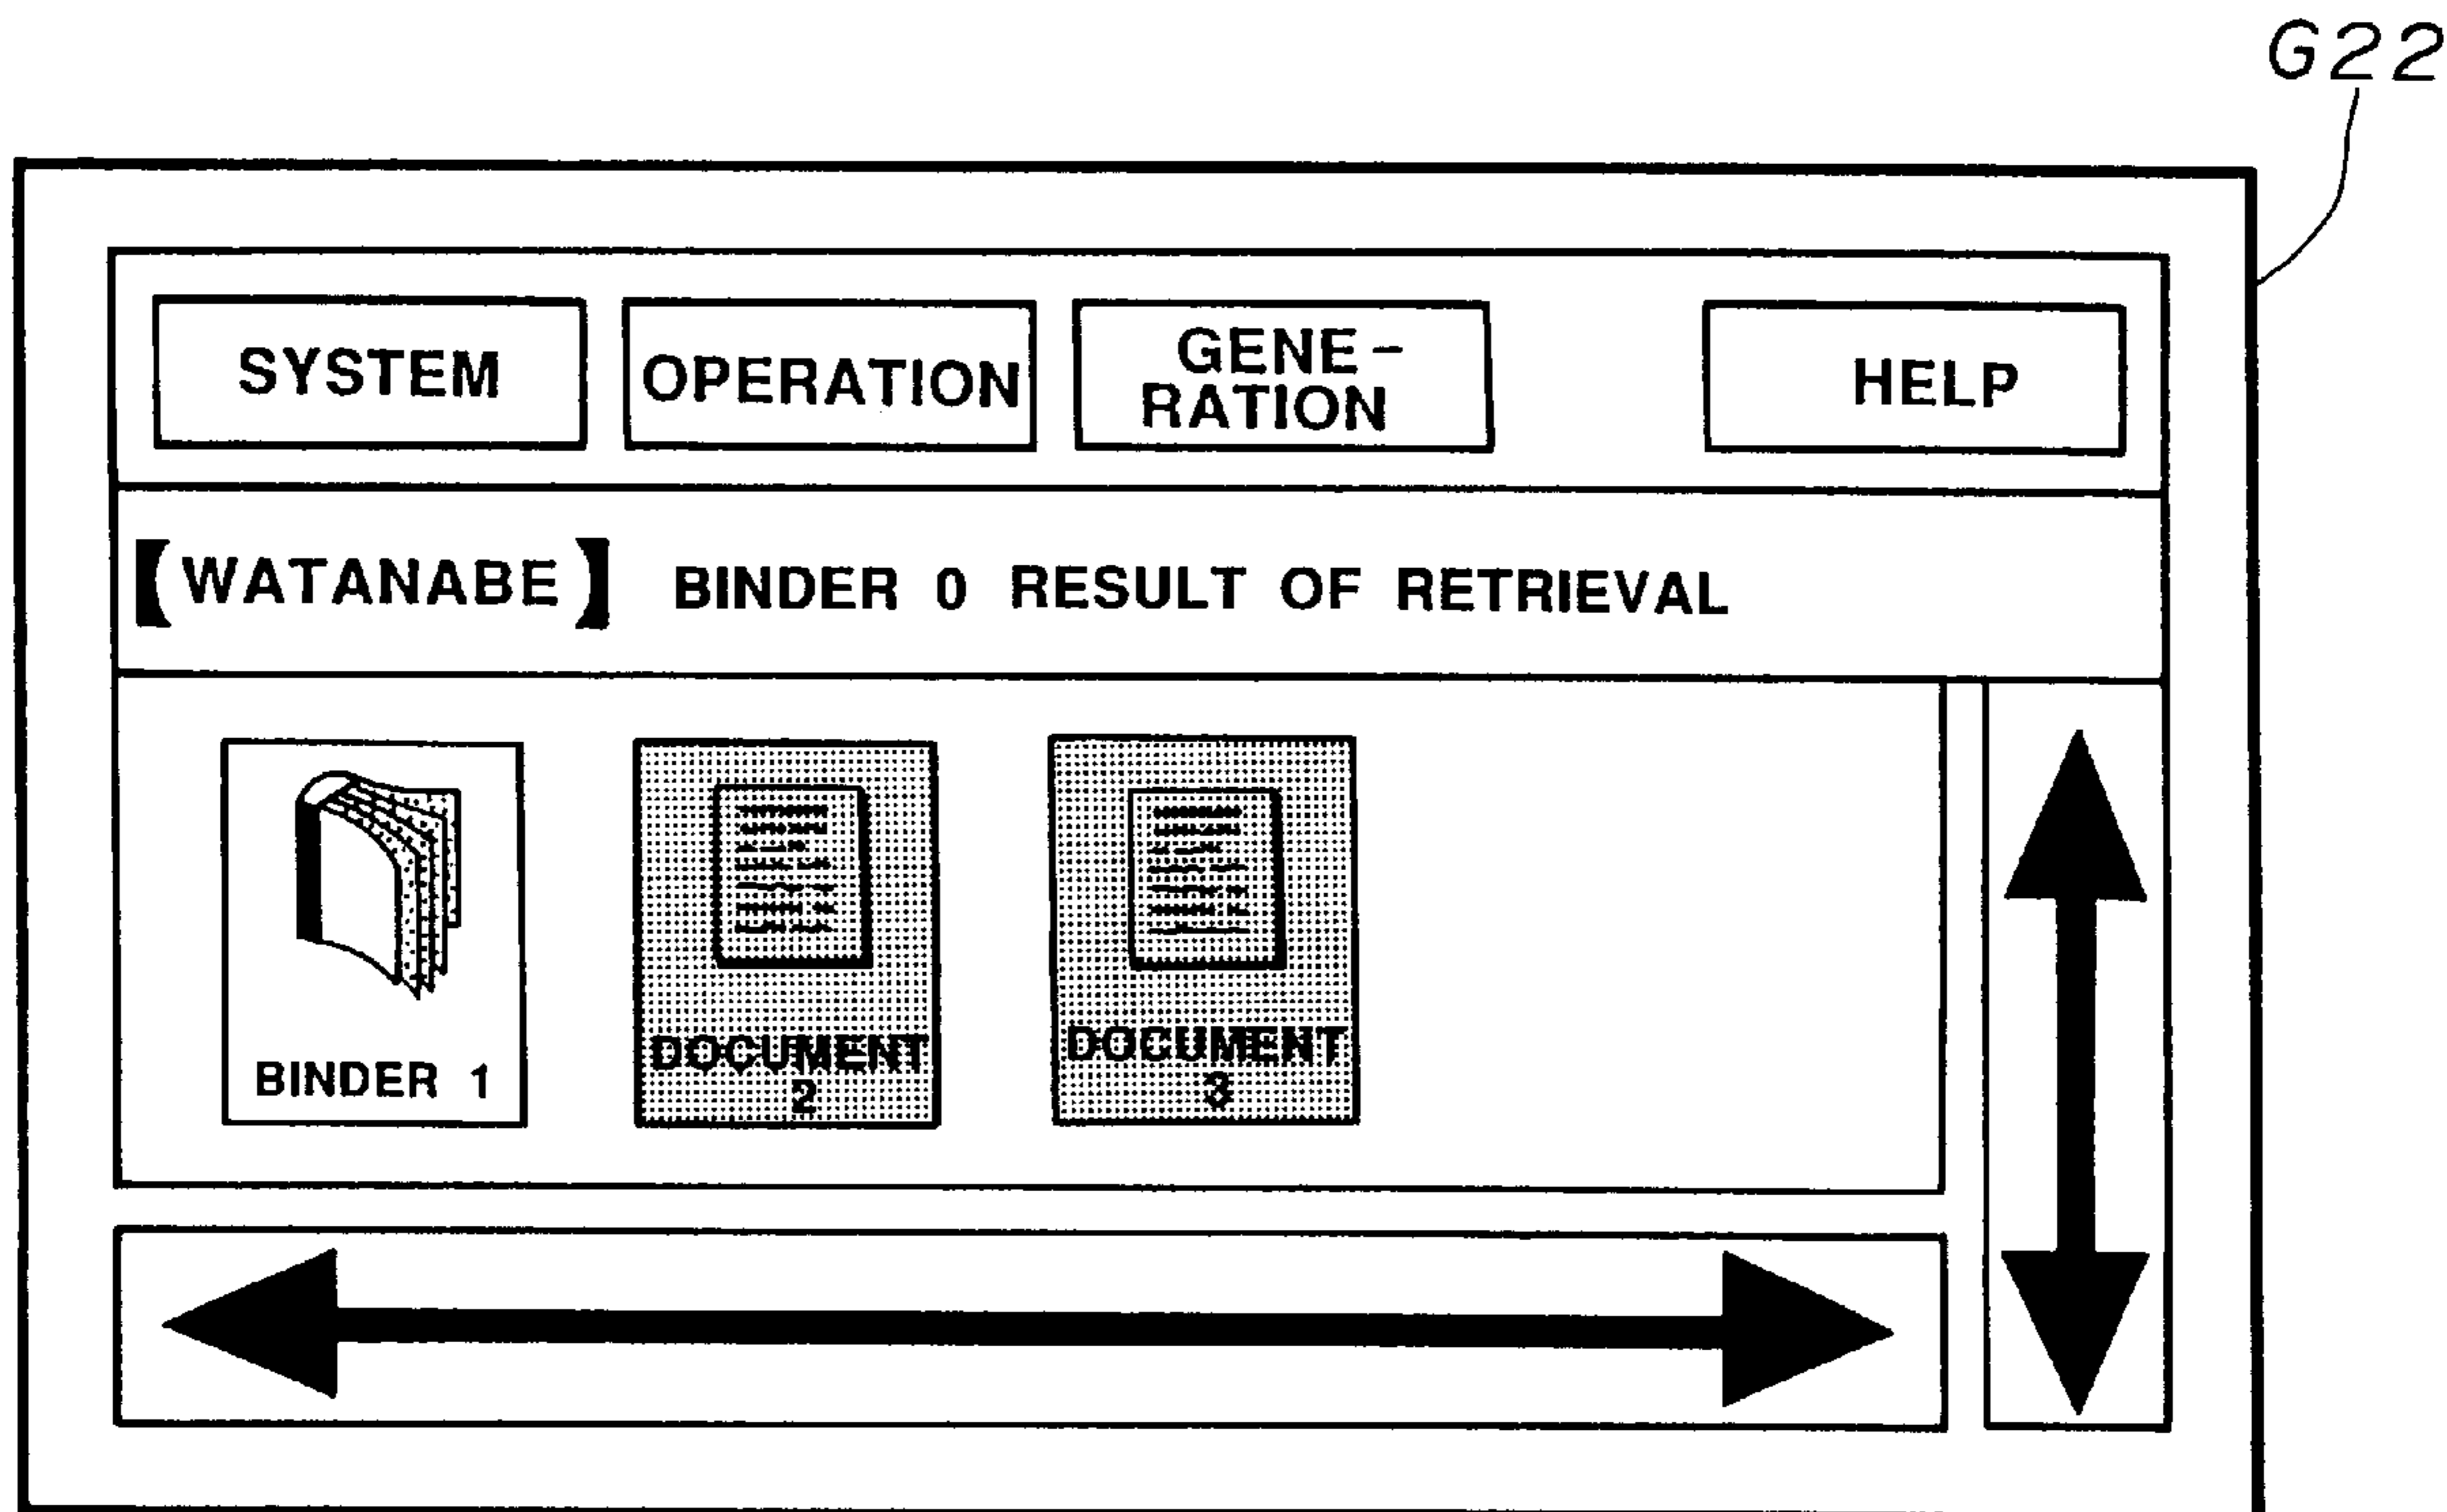 G22
SYSTEM
OPERATION
GENE-
RATION
HELP
【WATANABE】 BINDER 0 RESULT OF RETRIEVAL
BINDER 1
DOCUMENT
2
DOCUMENT
3